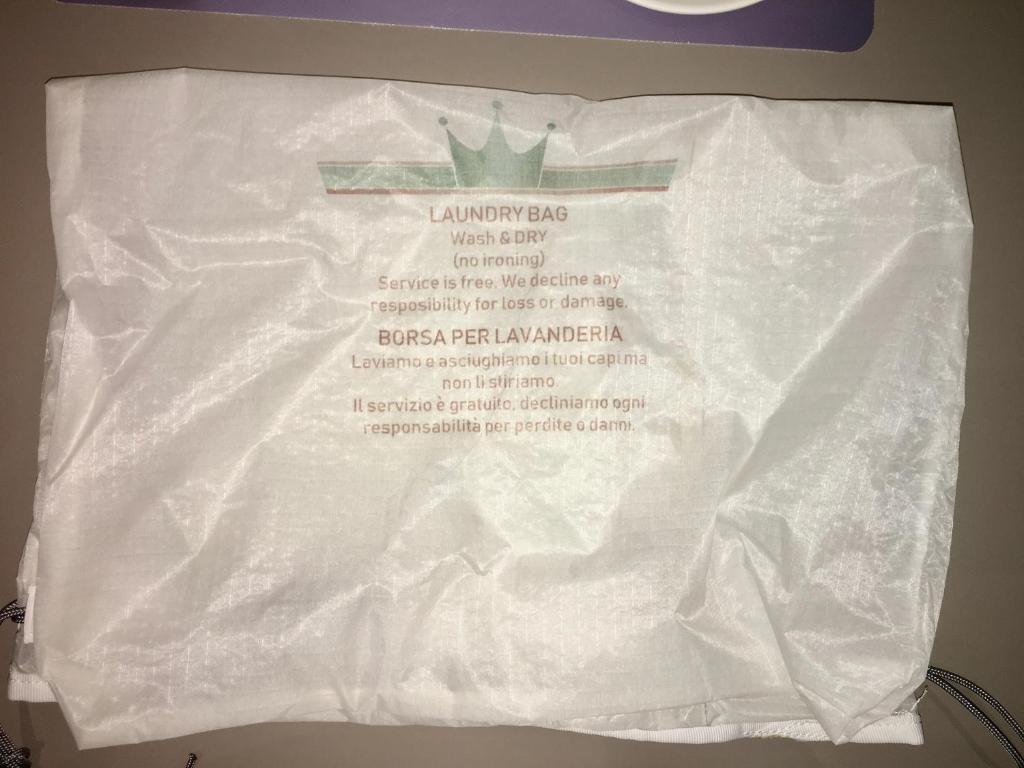 LAUNDRY BAG
Wash & DRY
(no ironing)
Service is free. We decline any
resposibility for loss or damage.
BORSA PER LAVANDERIA
Laviamo e asciughiamo i tuoi capi ma
non li stiriamo.
Il servizio è gratuito, decliniamo ogni
responsabilità per perdite o danni.